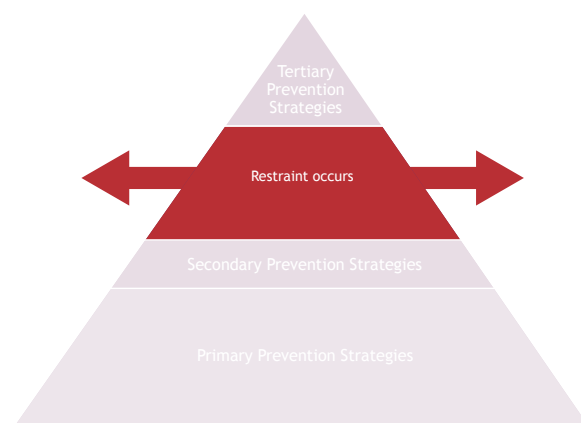 Tertiary
Prevention
Strategies
Restraint occurs
Secondary Prevention Strategies
Primary Prevention Strategies